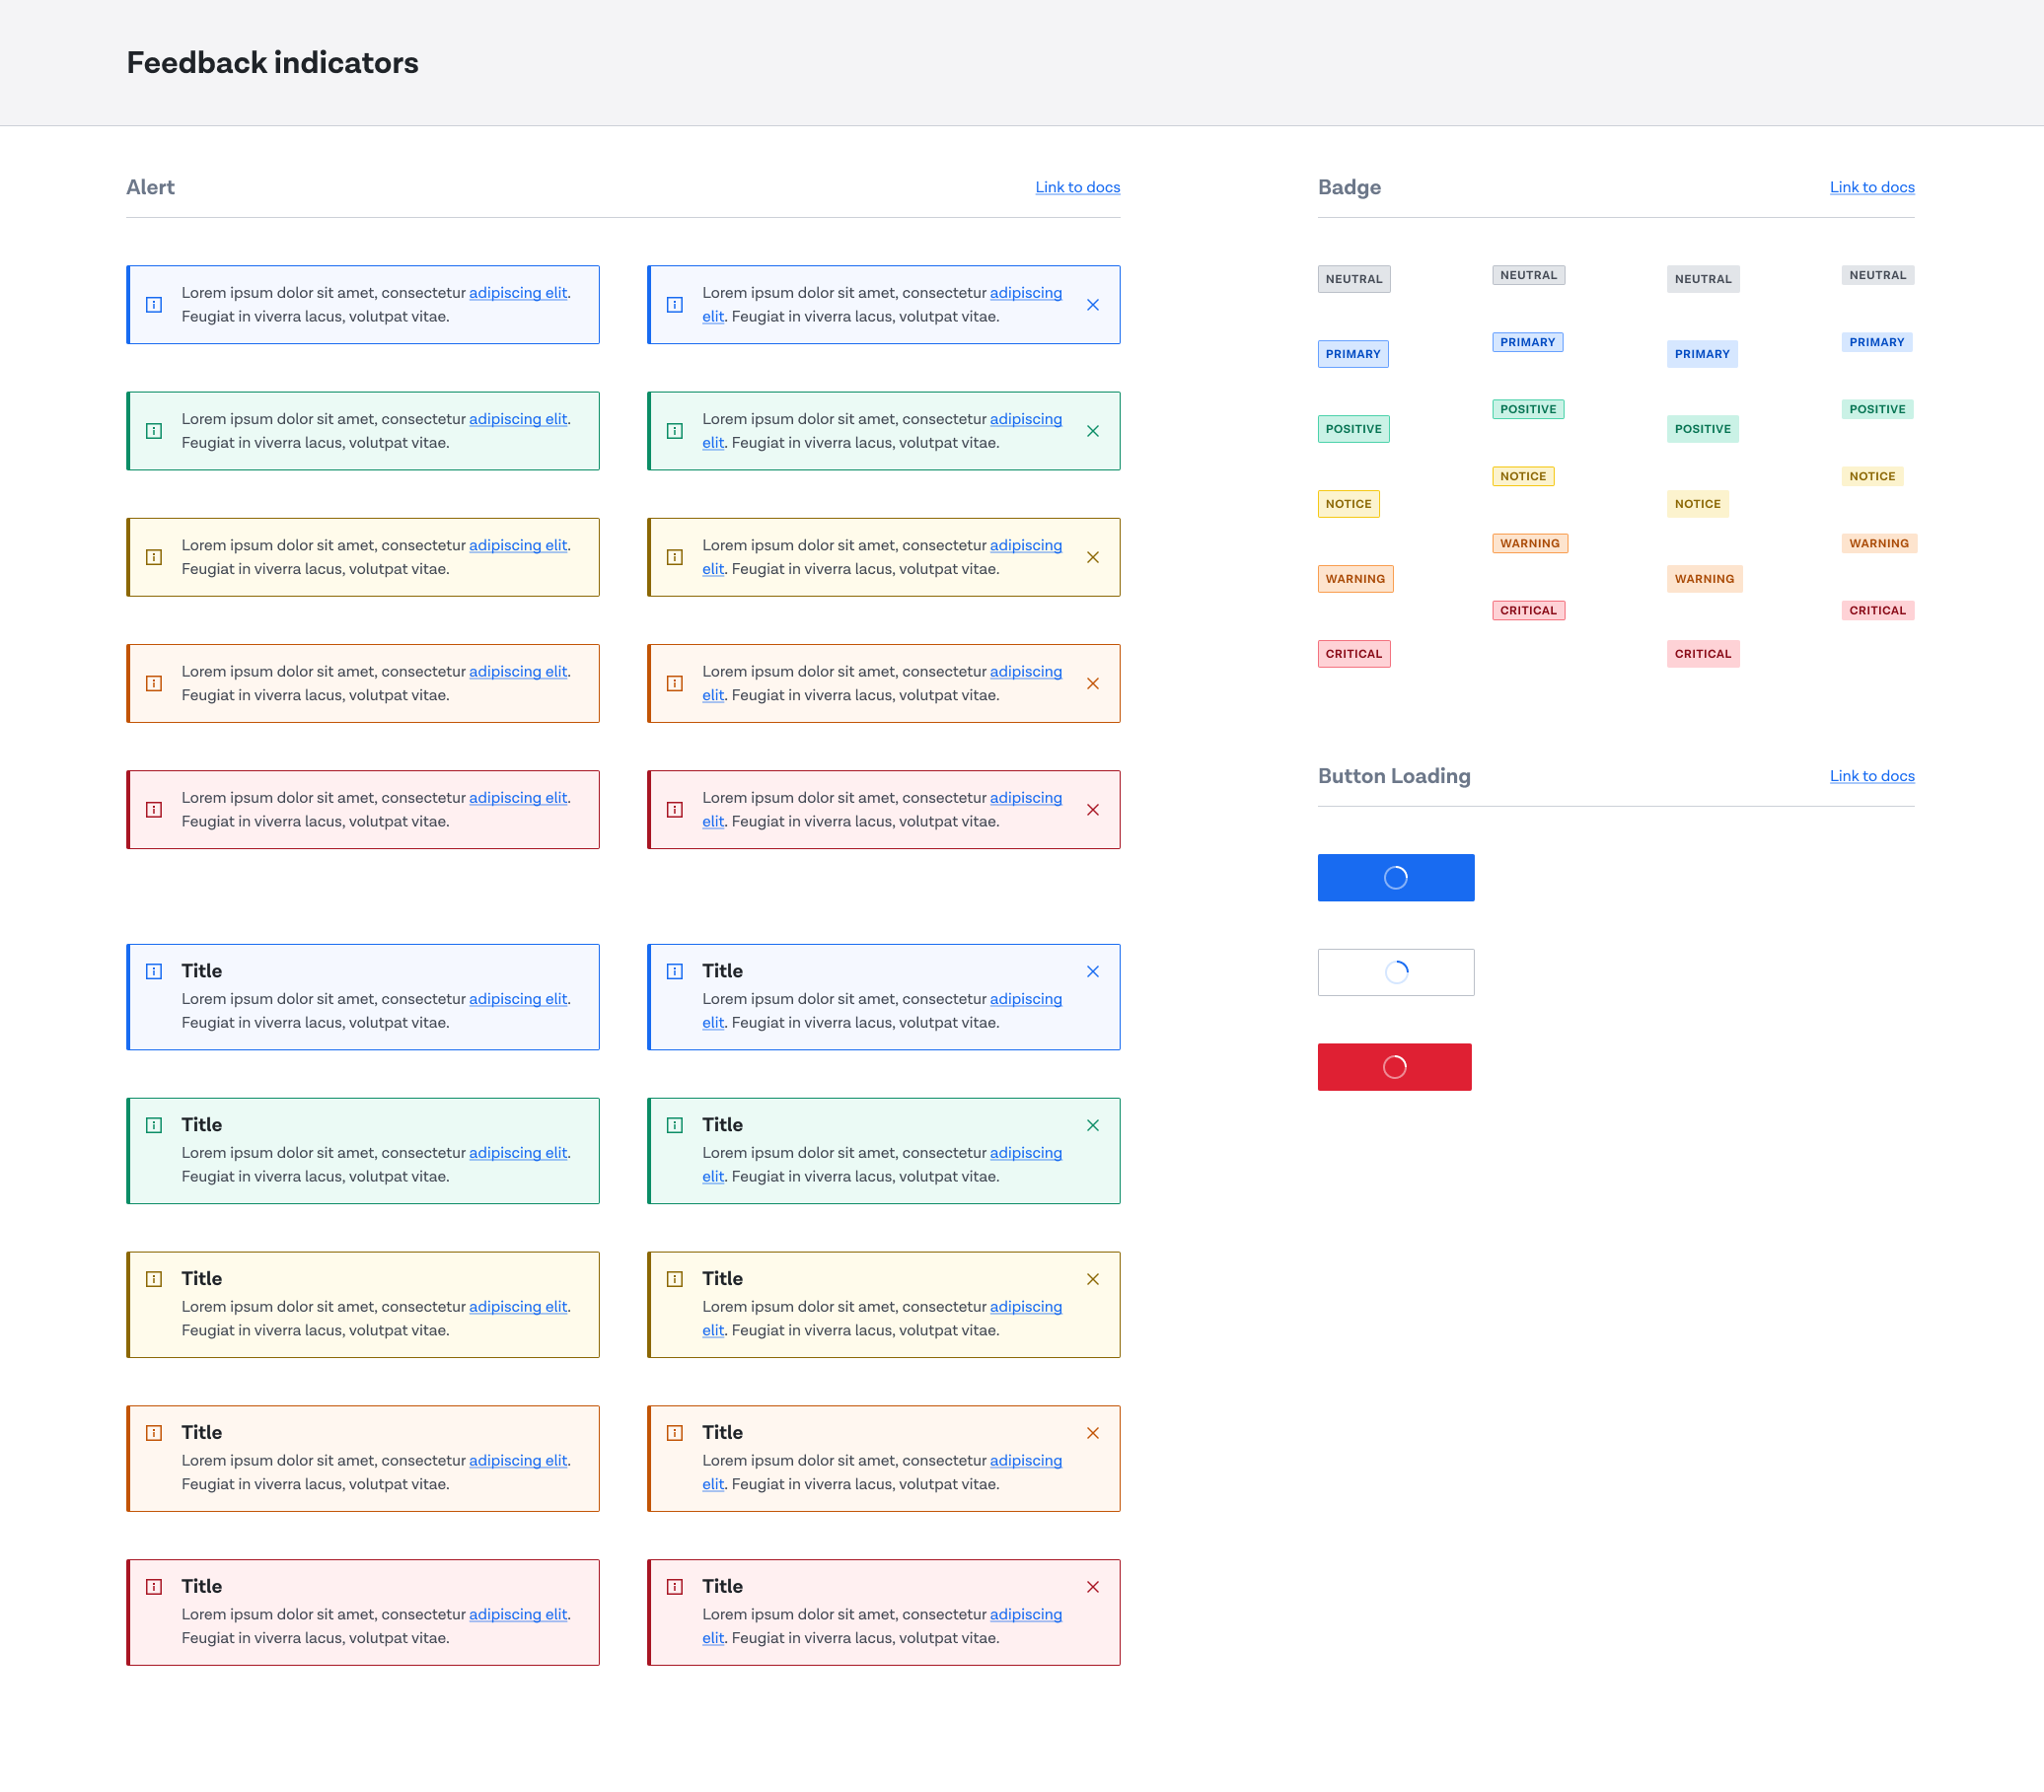 Feedback indicators
Alert
Link to docs
Lorem ipsum dolor sit amet, consectetur adipiscing elit.
Feugiat in viverra lacus, volutpat vitae.
Lorem ipsum dolor sit amet, consectetur adipiscing
elit. Feugiat in viverra lacus, volutpat vitae.
Lorem ipsum dolor sit amet, consectetur adipiscing elit.
Feugiat in viverra lacus, volutpat vitae.
Lorem ipsum dolor sit amet, consectetur adipiscing
elit. Feugiat in viverra lacus, volutpat vitae.
Lorem ipsum dolor sit amet, consectetur adipiscing elit.
Feugiat in viverra lacus, volutpat vitae.
Lorem ipsum dolor sit amet, consectetur adipiscing
elit. Feugiat in viverra lacus, volutpat vitae.
Lorem ipsum dolor sit amet, consectetur adipiscing elit.
Feugiat in viverra lacus, volutpat vitae.
Lorem ipsum dolor sit amet, consectetur adipiscing
elit. Feugiat in viverra lacus, volutpat vitae.
Lorem ipsum dolor sit amet, consectetur adipiscing elit.
Feugiat in viverra lacus, volutpat vitae.
Lorem ipsum dolor sit amet, consectetur adipiscing
elit. Feugiat in viverra lacus, volutpat vitae.
Title
Lorem ipsum dolor sit amet, consectetur adipiscing elit.
Feugiat in viverra lacus, volutpat vitae.
Title
Lorem ipsum dolor sit amet, consectetur adipiscing
elit. Feugiat in viverra lacus, volutpat vitae.
Title
Lorem ipsum dolor sit amet, consectetur adipiscing elit.
Feugiat in viverra lacus, volutpat vitae.
Title
Lorem ipsum dolor sit amet, consectetur adipiscing
elit. Feugiat in viverra lacus, volutpat vitae.
Title
Lorem ipsum dolor sit amet, consectetur adipiscing elit.
Feugiat in viverra lacus, volutpat vitae.
Title
Lorem ipsum dolor sit amet, consectetur adipiscing
elit. Feugiat in viverra lacus, volutpat vitae.
Title
Lorem ipsum dolor sit amet, consectetur adipiscing elit.
Feugiat in viverra lacus, volutpat vitae.
Title
Lorem ipsum dolor sit amet, consectetur adipiscing
elit. Feugiat in viverra lacus, volutpat vitae.
Title
Lorem ipsum dolor sit amet, consectetur adipiscing elit.
Feugiat in viverra lacus, volutpat vitae.
Title
Lorem ipsum dolor sit amet, consectetur adipiscing
elit. Feugiat in viverra lacus, volutpat vitae.
Badge
Link to docs
NEUTRAL
PRIMARY
POSITIVE
NOTICE
WARNING
CRITICAL
NEUTRAL
PRIMARY
POSITIVE
NOTICE
WARNING
CRITICAL
NEUTRAL
PRIMARY
POSITIVE
NOTICE
WARNING
CRITICAL
NEUTRAL
PRIMARY
POSITIVE
NOTICE
WARNING
CRITICAL
Button Loading
Link to docs